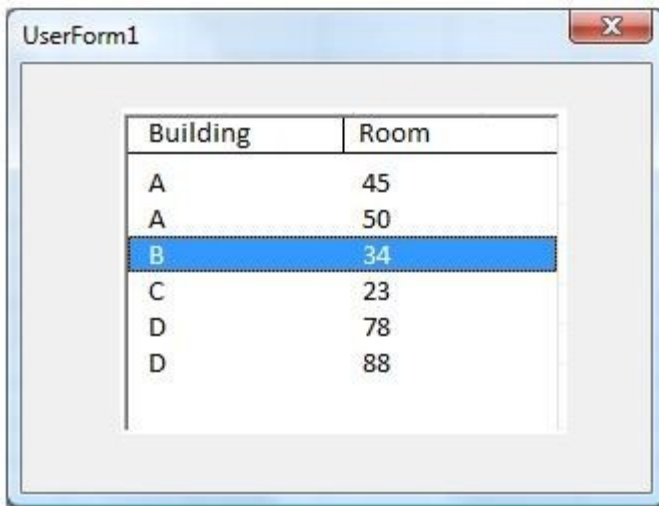 UserForm1
Building Room
A 45
A 50
B 34
C 23
D 78
D 88